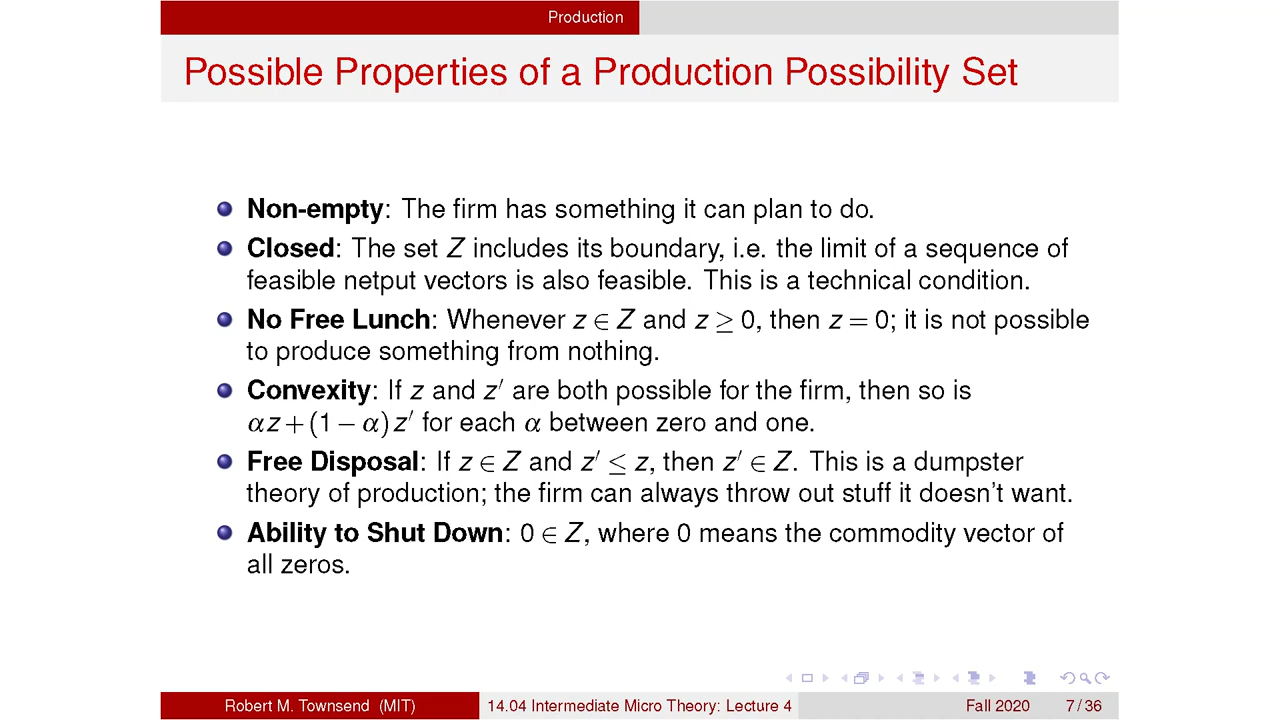 Production
Possible Properties of a Production Possibility Set
Non-empty: The firm has something it can plan to do.
Closed: The set Z includes its boundary, i.e. the limit of a sequence of
feasible netput vectors is also feasible. This is a technical condition.
No Free Lunch: Whenever z ∈ Z and z ≥ 0, then z = 0; it is not possible
to produce something from nothing.
Convexity: If z and z′ are both possible for the firm, then so is
αz + (1 − α)z′ for each α between zero and one.
Free Disposal: If z ∈ Z and z′ ≤ z, then z′ ∈ Z. This is a dumpster
theory of production; the firm can always throw out stuff it doesn't want.
Ability to Shut Down: 0 ∈ Z, where 0 means the commodity vector of
all zeros.
Robert M. Townsend (MIT) 14.04 Intermediate Micro Theory: Lecture 4 Fall 2020 7 / 36